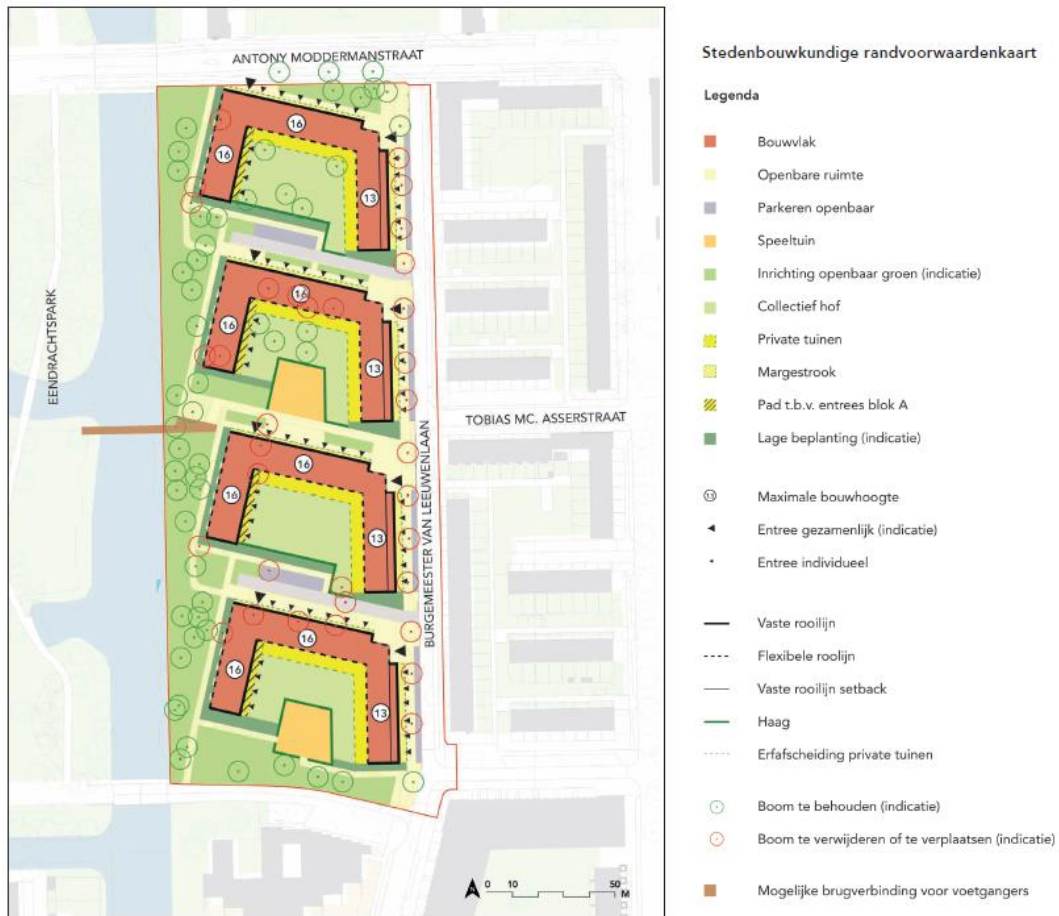 ANTONY MODDERMANSTRAAT
16
16
13
16
16
13
EENDRACHTSPARK
TOBIAS MC. ASSERSTRAAT
16
16
13
BURGEMEESTER VAN LEEUWENLAAN
16
16
13
N
0 10 50
M
Stedenbouwkundige randvoorwaardenkaart
Legenda
Bouwvlak
Openbare ruimte
Parkeren openbaar
Speeltuin
Inrichting openbaar groen (indicatie)
Collectief hof
Private tuinen
Margestrook
Pad t.b.v. entrees blok A
Lage beplanting (indicatie)
13 Maximale bouwhoogte
Entree gezamenlijk (indicatie)
Entree individueel
Vaste rooilijn
Flexibele roolijn
Vaste rooilijn setback
Haag
Erfafscheiding private tuinen
Boom te behouden (indicatie)
Boom te verwijderen of te verplaatsen (indicatie)
Mogelijke brugverbinding voor voetgangers